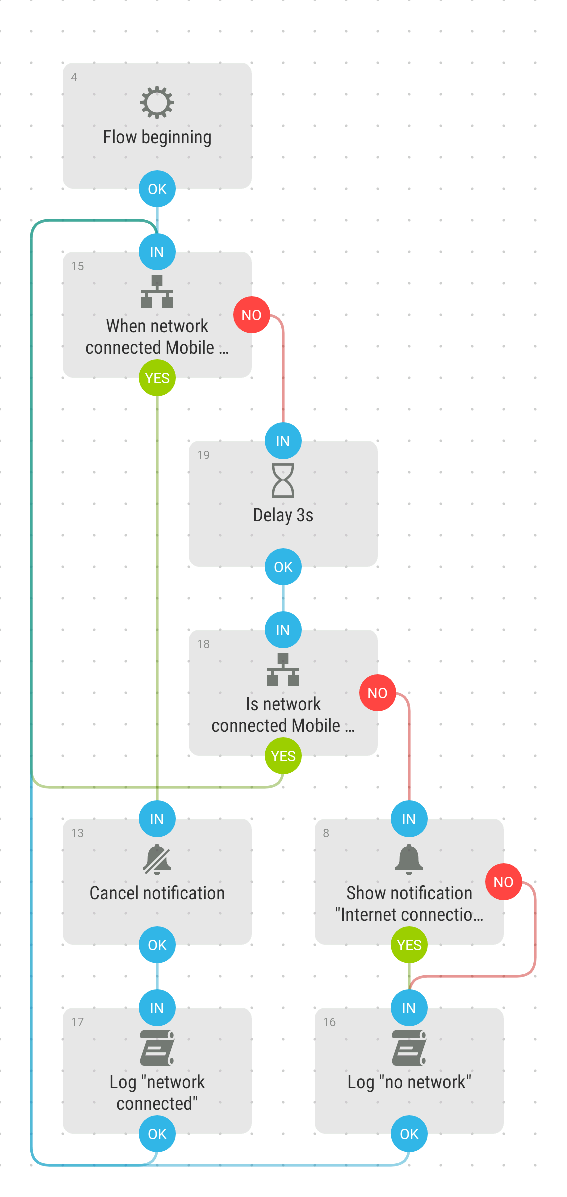 4
Flow beginning
OK
IN
15
When network
connected Mobile ...
NO
YES
IN
19
Delay 3s
OK
IN
18
Is network
connected Mobile ...
NO
YES
IN
13
Cancel notification
OK
IN
8
Show notification
"Internet connectio...
NO
YES
IN
17
Log "network
connected"
OK
IN
16
Log "no network"
OK